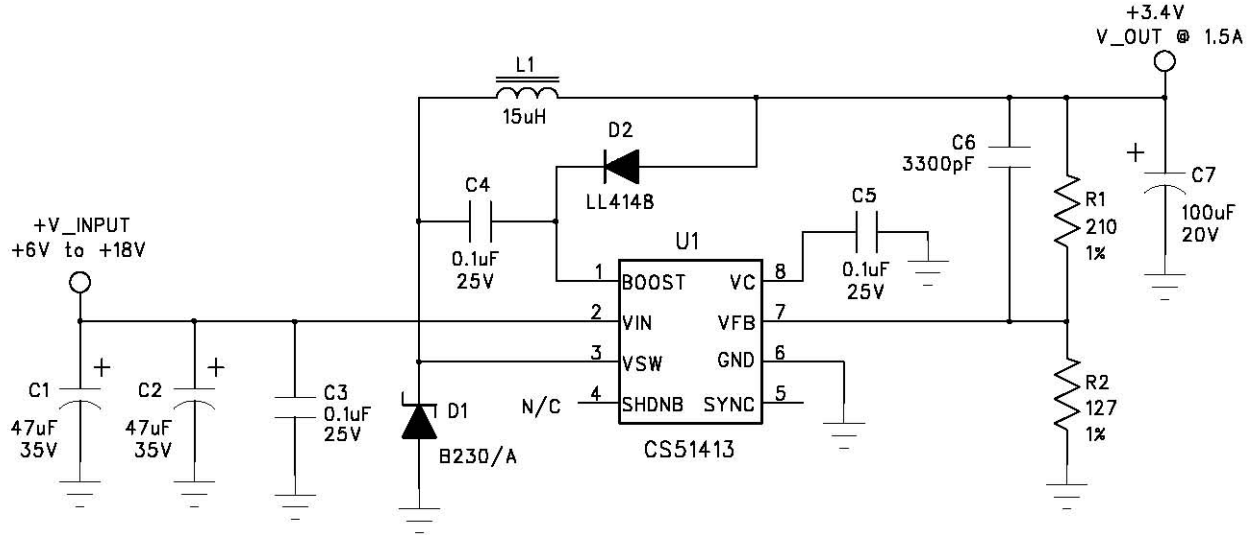 +3.4V
V_OUT @ 1.5A
L1
15uH
D2
LL4148
C6
3300pF
+
C7
100uF
20V
R1
210
1%
C4
0.1uF
25V
C5
0.1uF
25V
+V_INPUT
+6V to +18V
U1
1
BOOST
VC
8
2
VIN
VFB
7
3
VSW
GND
6
N/C
4
SHDNB
SYNC
5
CS51413
+
C1
47uF
35V
+
C2
47uF
35V
C3
0.1uF
25V
D1
B230/A
R2
127
1%